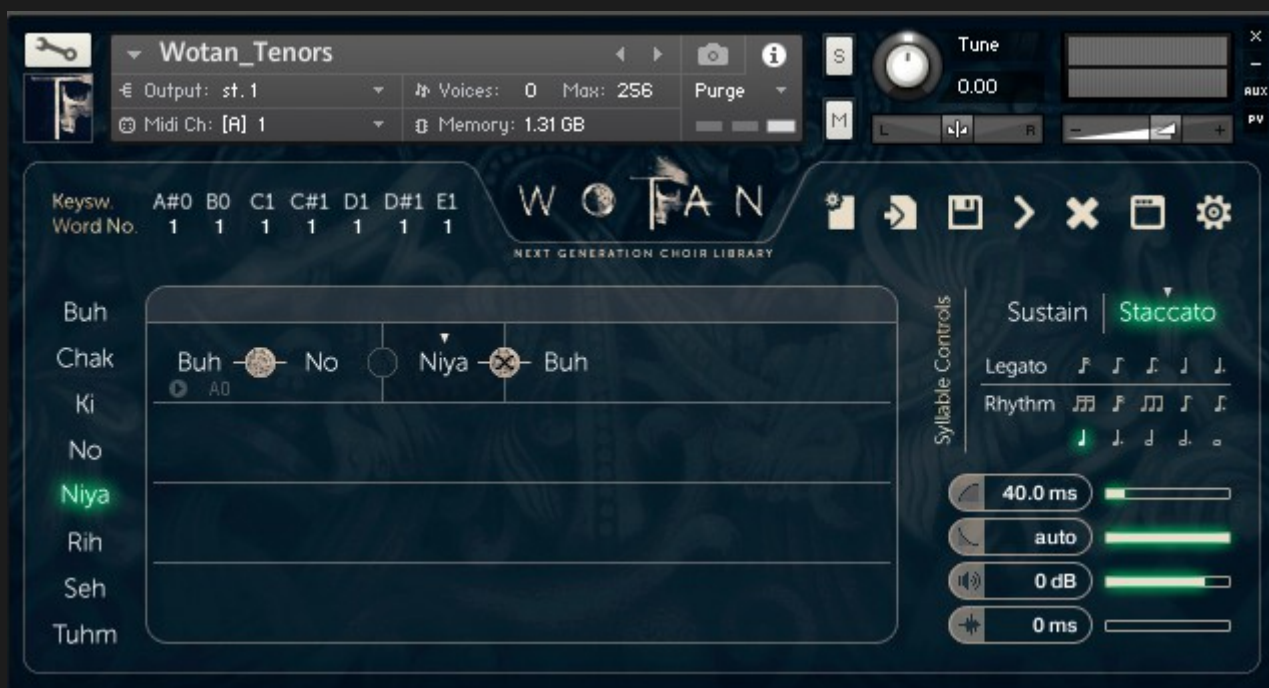 Wotan_Tenors
S
Tune
0.00
Output: st. 1
Voices: 0 Max: 256
Purge
Midi Ch: [A] 1
Memory: 1.31 GB
M
L R
- +
×
–
AUX
PV
Keysw. A#0 B0 C1 C#1 D1 D#1 E1
Word No. 1 1 1 1 1 1 1
WOTAN
NEXT GENERATION CHOIR LIBRARY
Buh
Chak
Ki
No
Niya
Rih
Seh
Tuhm
Buh No Niya Buh
A0
Syllable Controls
Sustain | Staccato
Legato
Rhythm
40.0 ms
auto
0 dB
0 ms